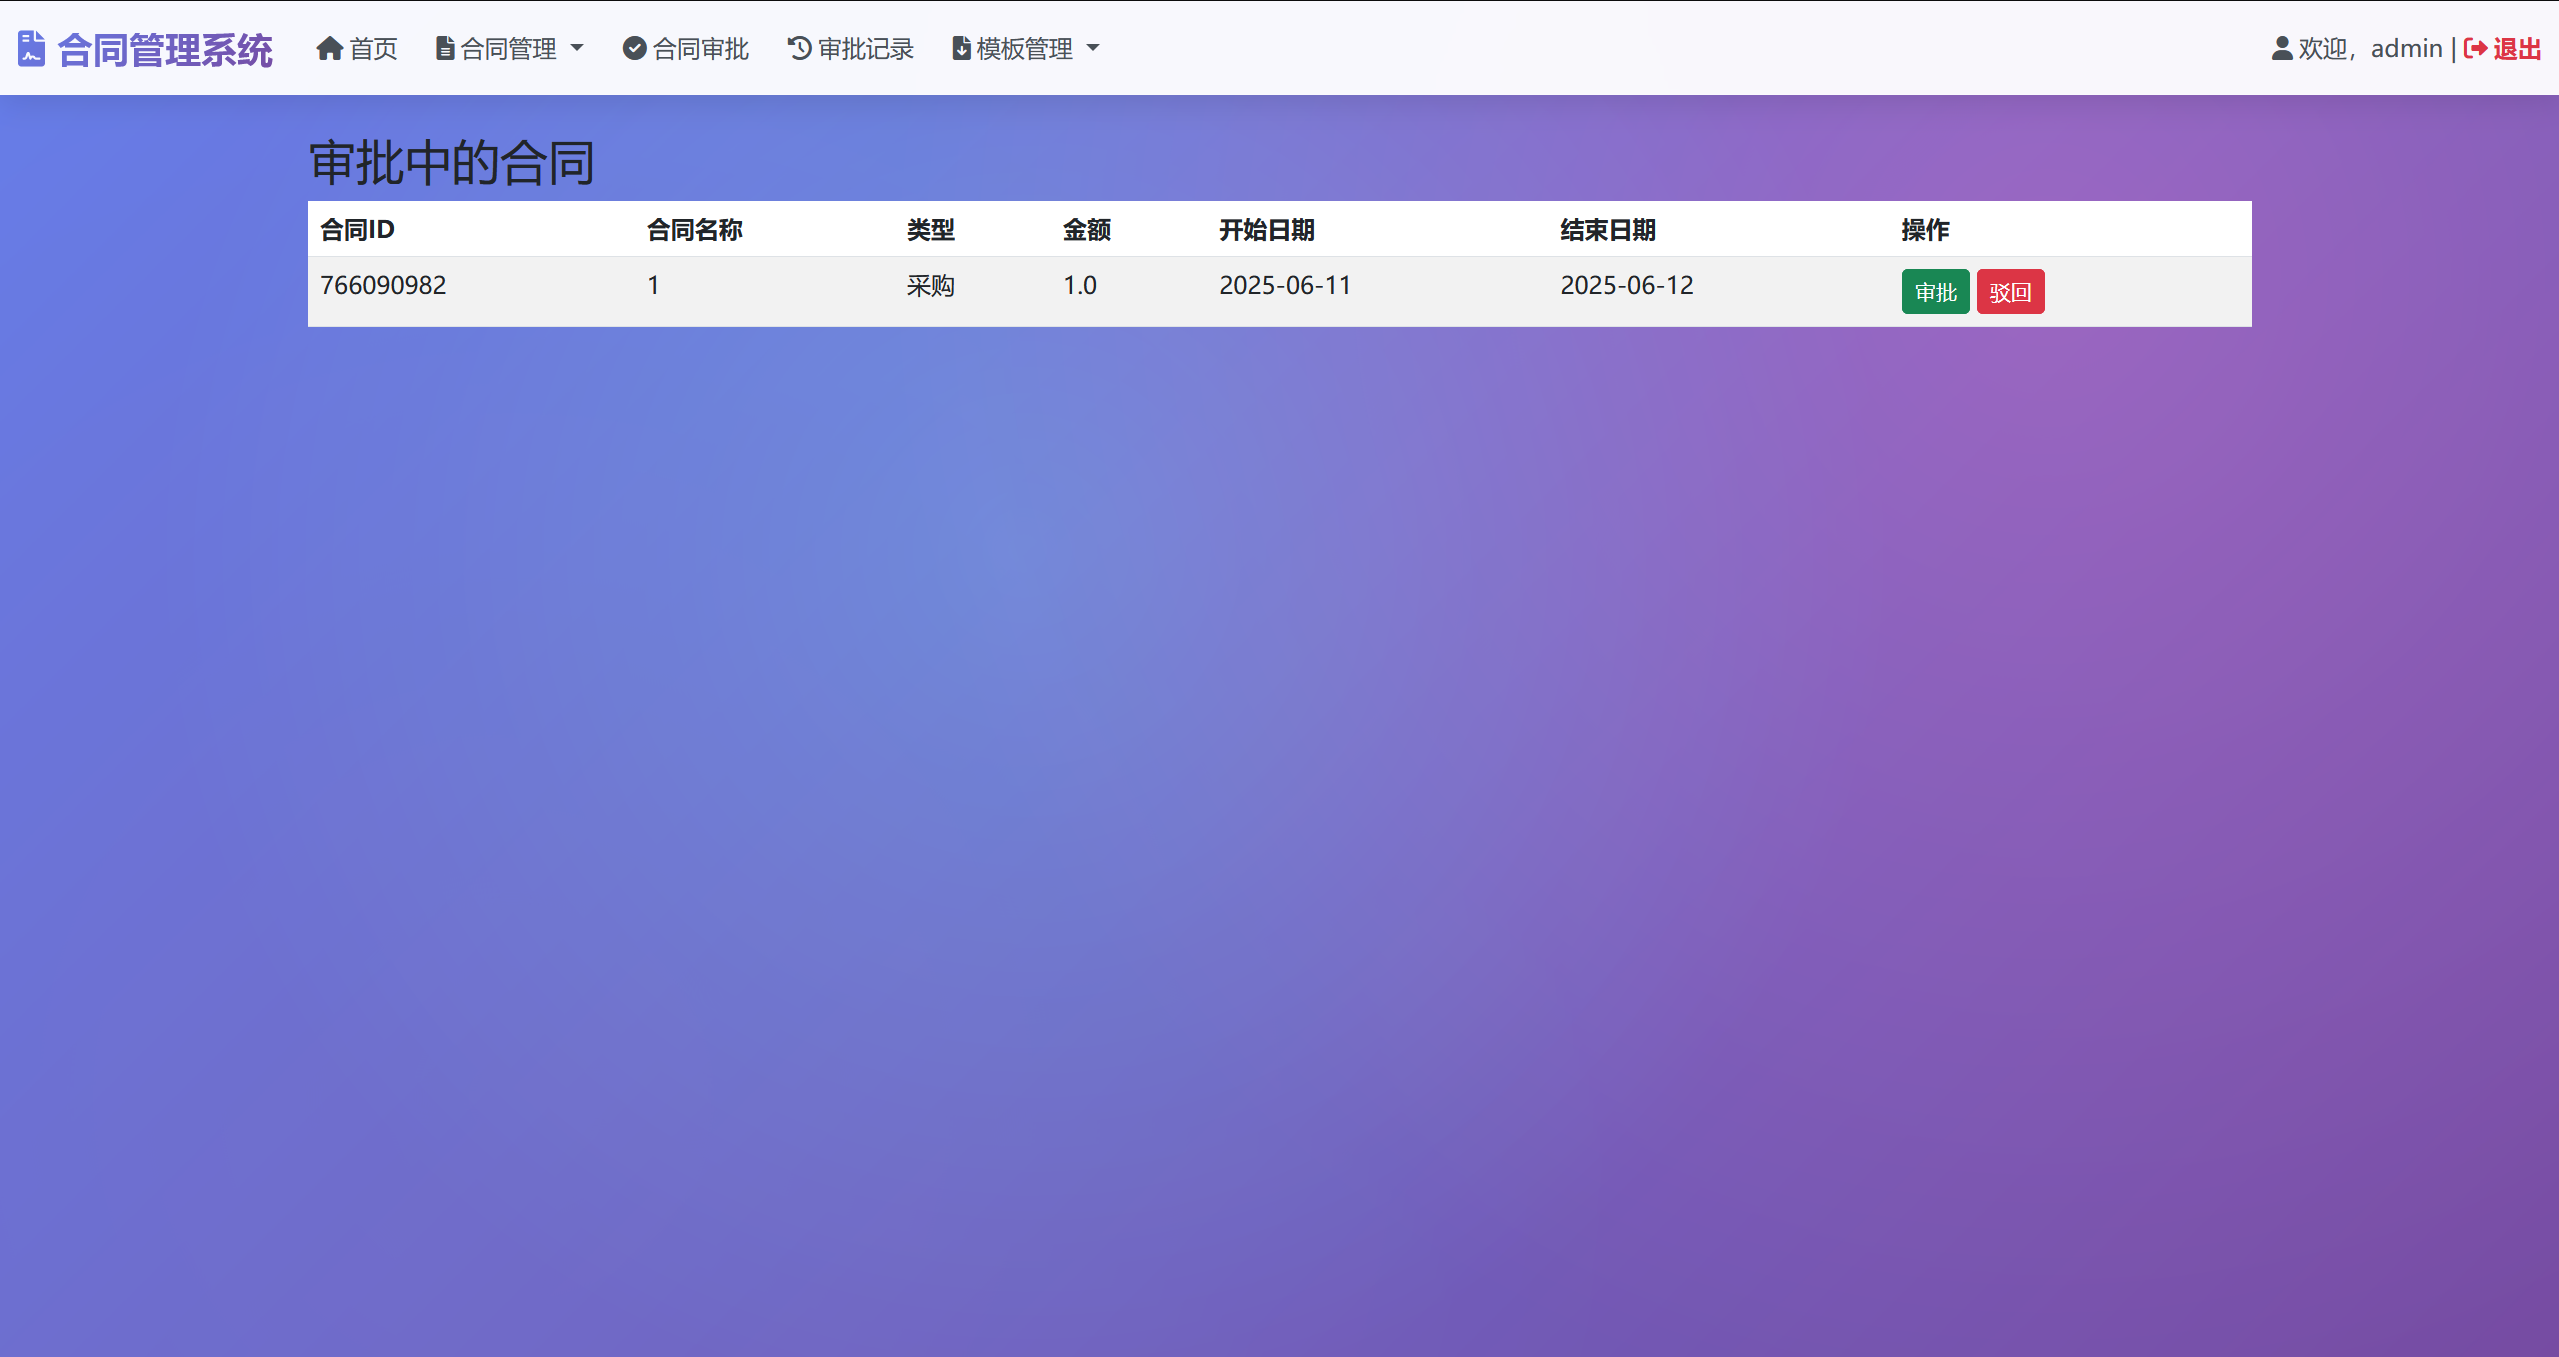 合同管理系统 首页 合同管理 合同审批 审批记录 模板管理 欢迎，admin | 退出
审批中的合同
合同ID 合同名称 类型 金额 开始日期 结束日期 操作
766090982 1 采购 1.0 2025-06-11 2025-06-12 审批 驳回